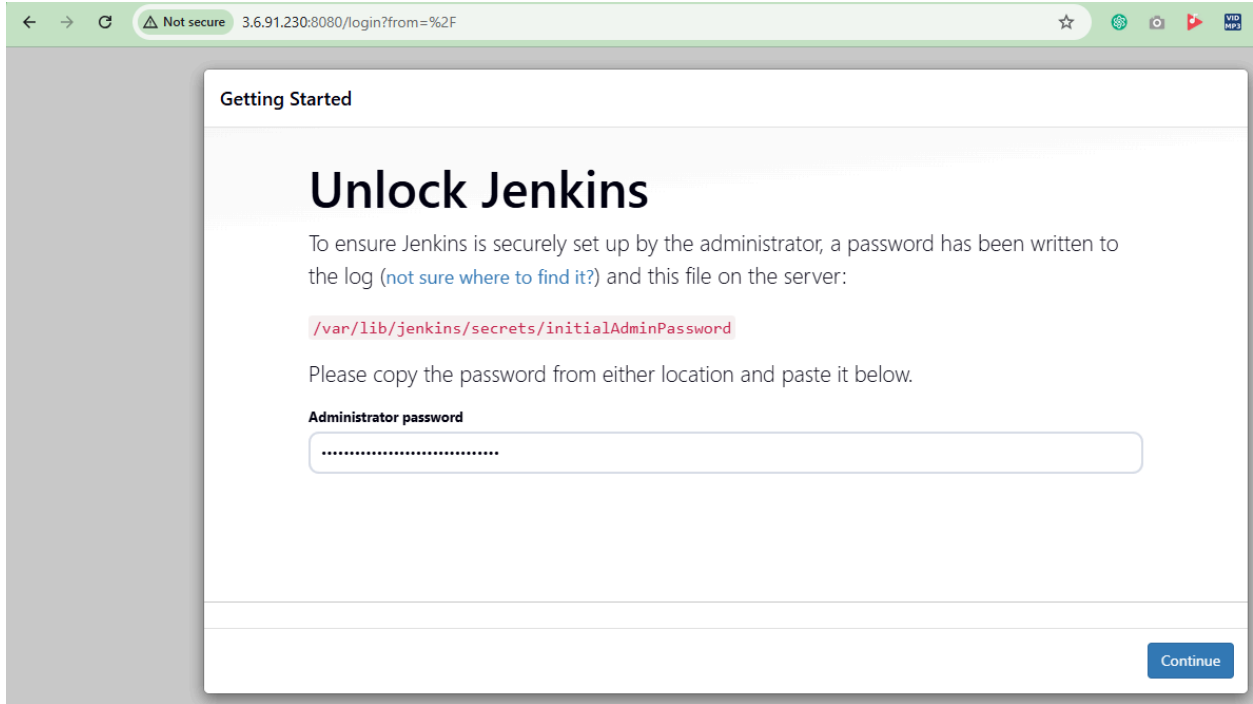 Not secure 3.6.91.230:8080/login?from=%2F
VID
MP3
Getting Started
Unlock Jenkins
To ensure Jenkins is securely set up by the administrator, a password has been written to
the log (not sure where to find it?) and this file on the server:
/var/lib/jenkins/secrets/initialAdminPassword
Please copy the password from either location and paste it below.
Administrator password
••••••••••••••••••••••••••••••••
Continue